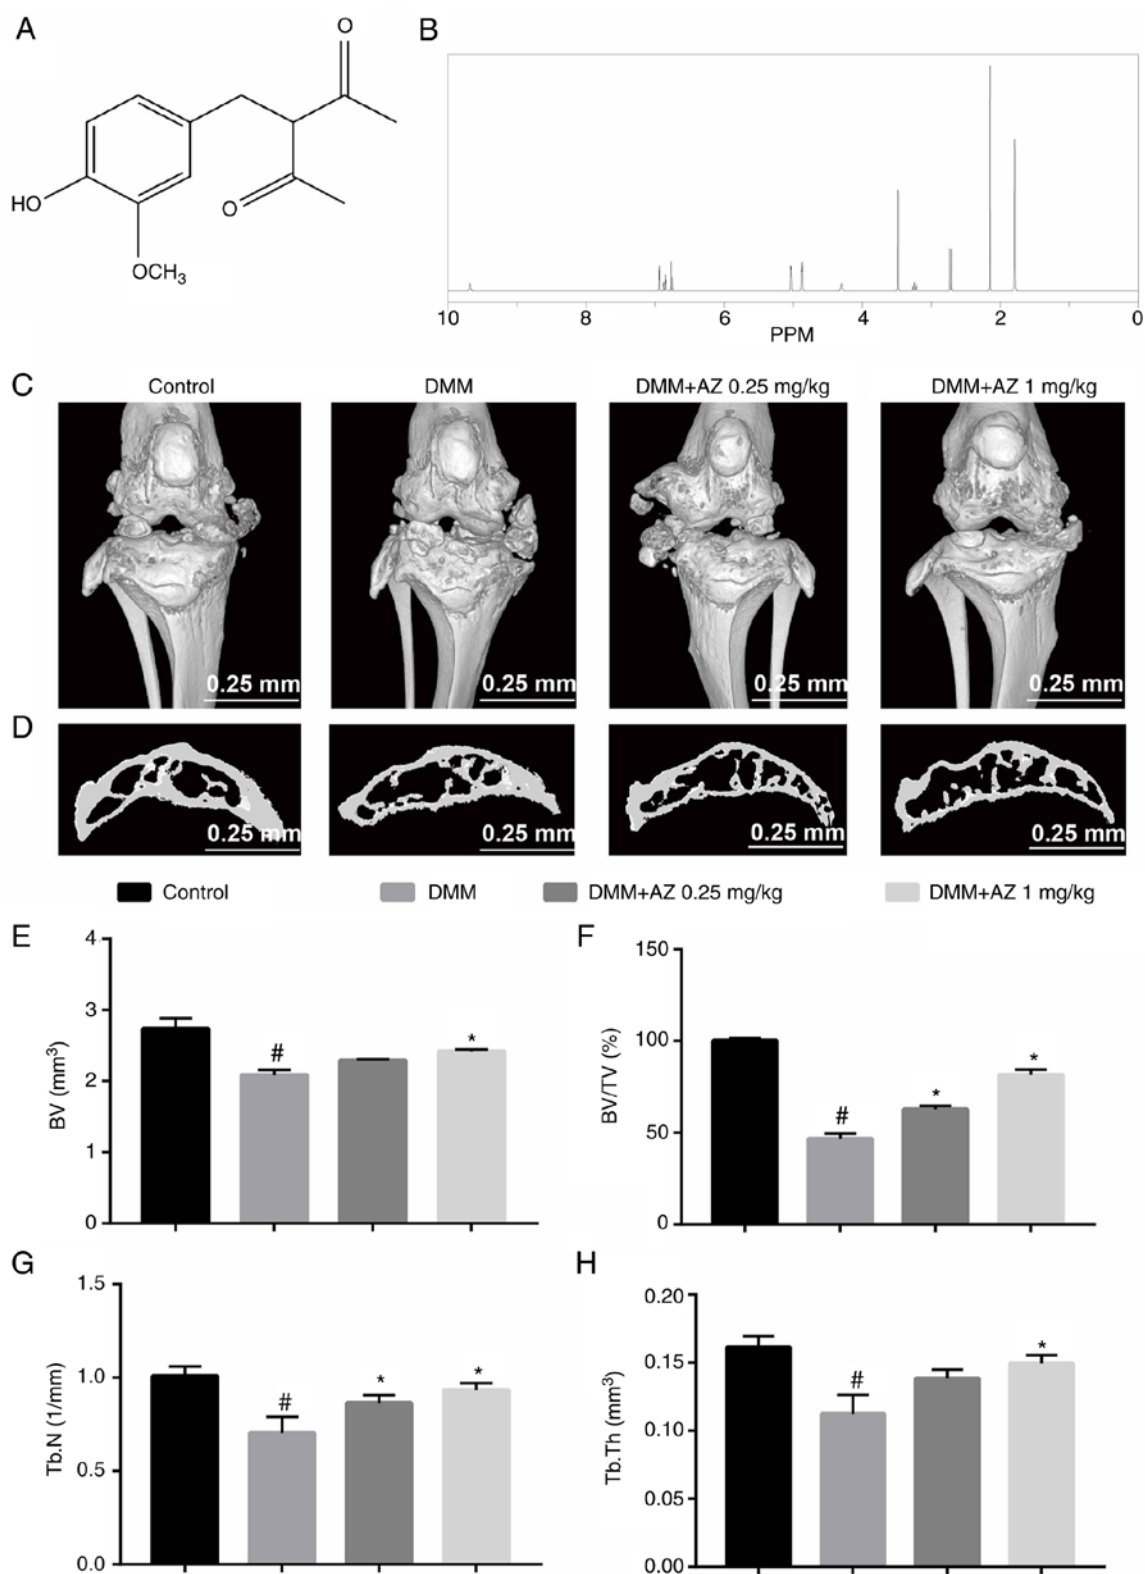 A
O
O
HO
OCH3
B
10 8 6 4 2 0
PPM
C
Control DMM DMM+AZ 0.25 mg/kg DMM+AZ 1 mg/kg
0.25 mm 0.25 mm 0.25 mm 0.25 mm
D
0.25 mm 0.25 mm 0.25 mm 0.25 mm
Control DMM DMM+AZ 0.25 mg/kg DMM+AZ 1 mg/kg
E
BV (mm³)
4
3
2
1
0
# *
F
BV/TV (%)
150
100
50
0
# * *
G
Tb.N (1/mm)
1.5
1.0
0.5
0.0
# * *
H
Tb.Th (mm³)
0.20
0.15
0.10
0.05
0.00
# *